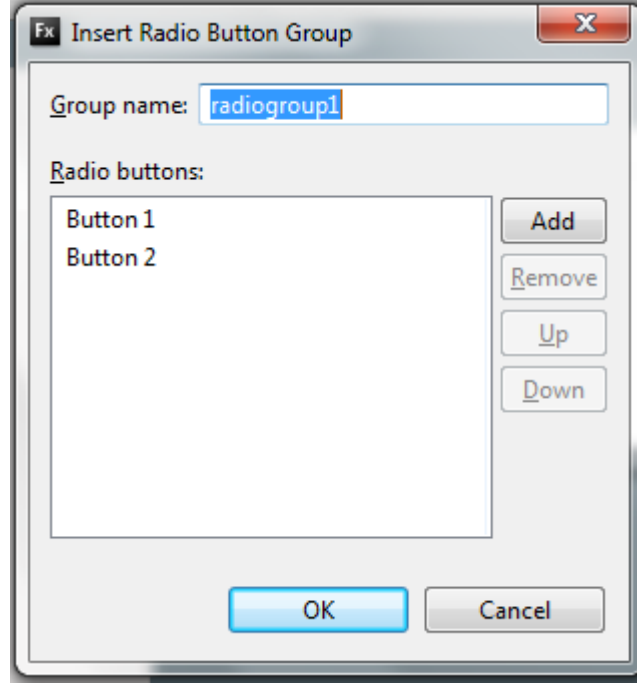 Fx Insert Radio Button Group
Group name: radiogroup1
Radio buttons:
Button 1
Button 2
Add
Remove
Up
Down
OK
Cancel